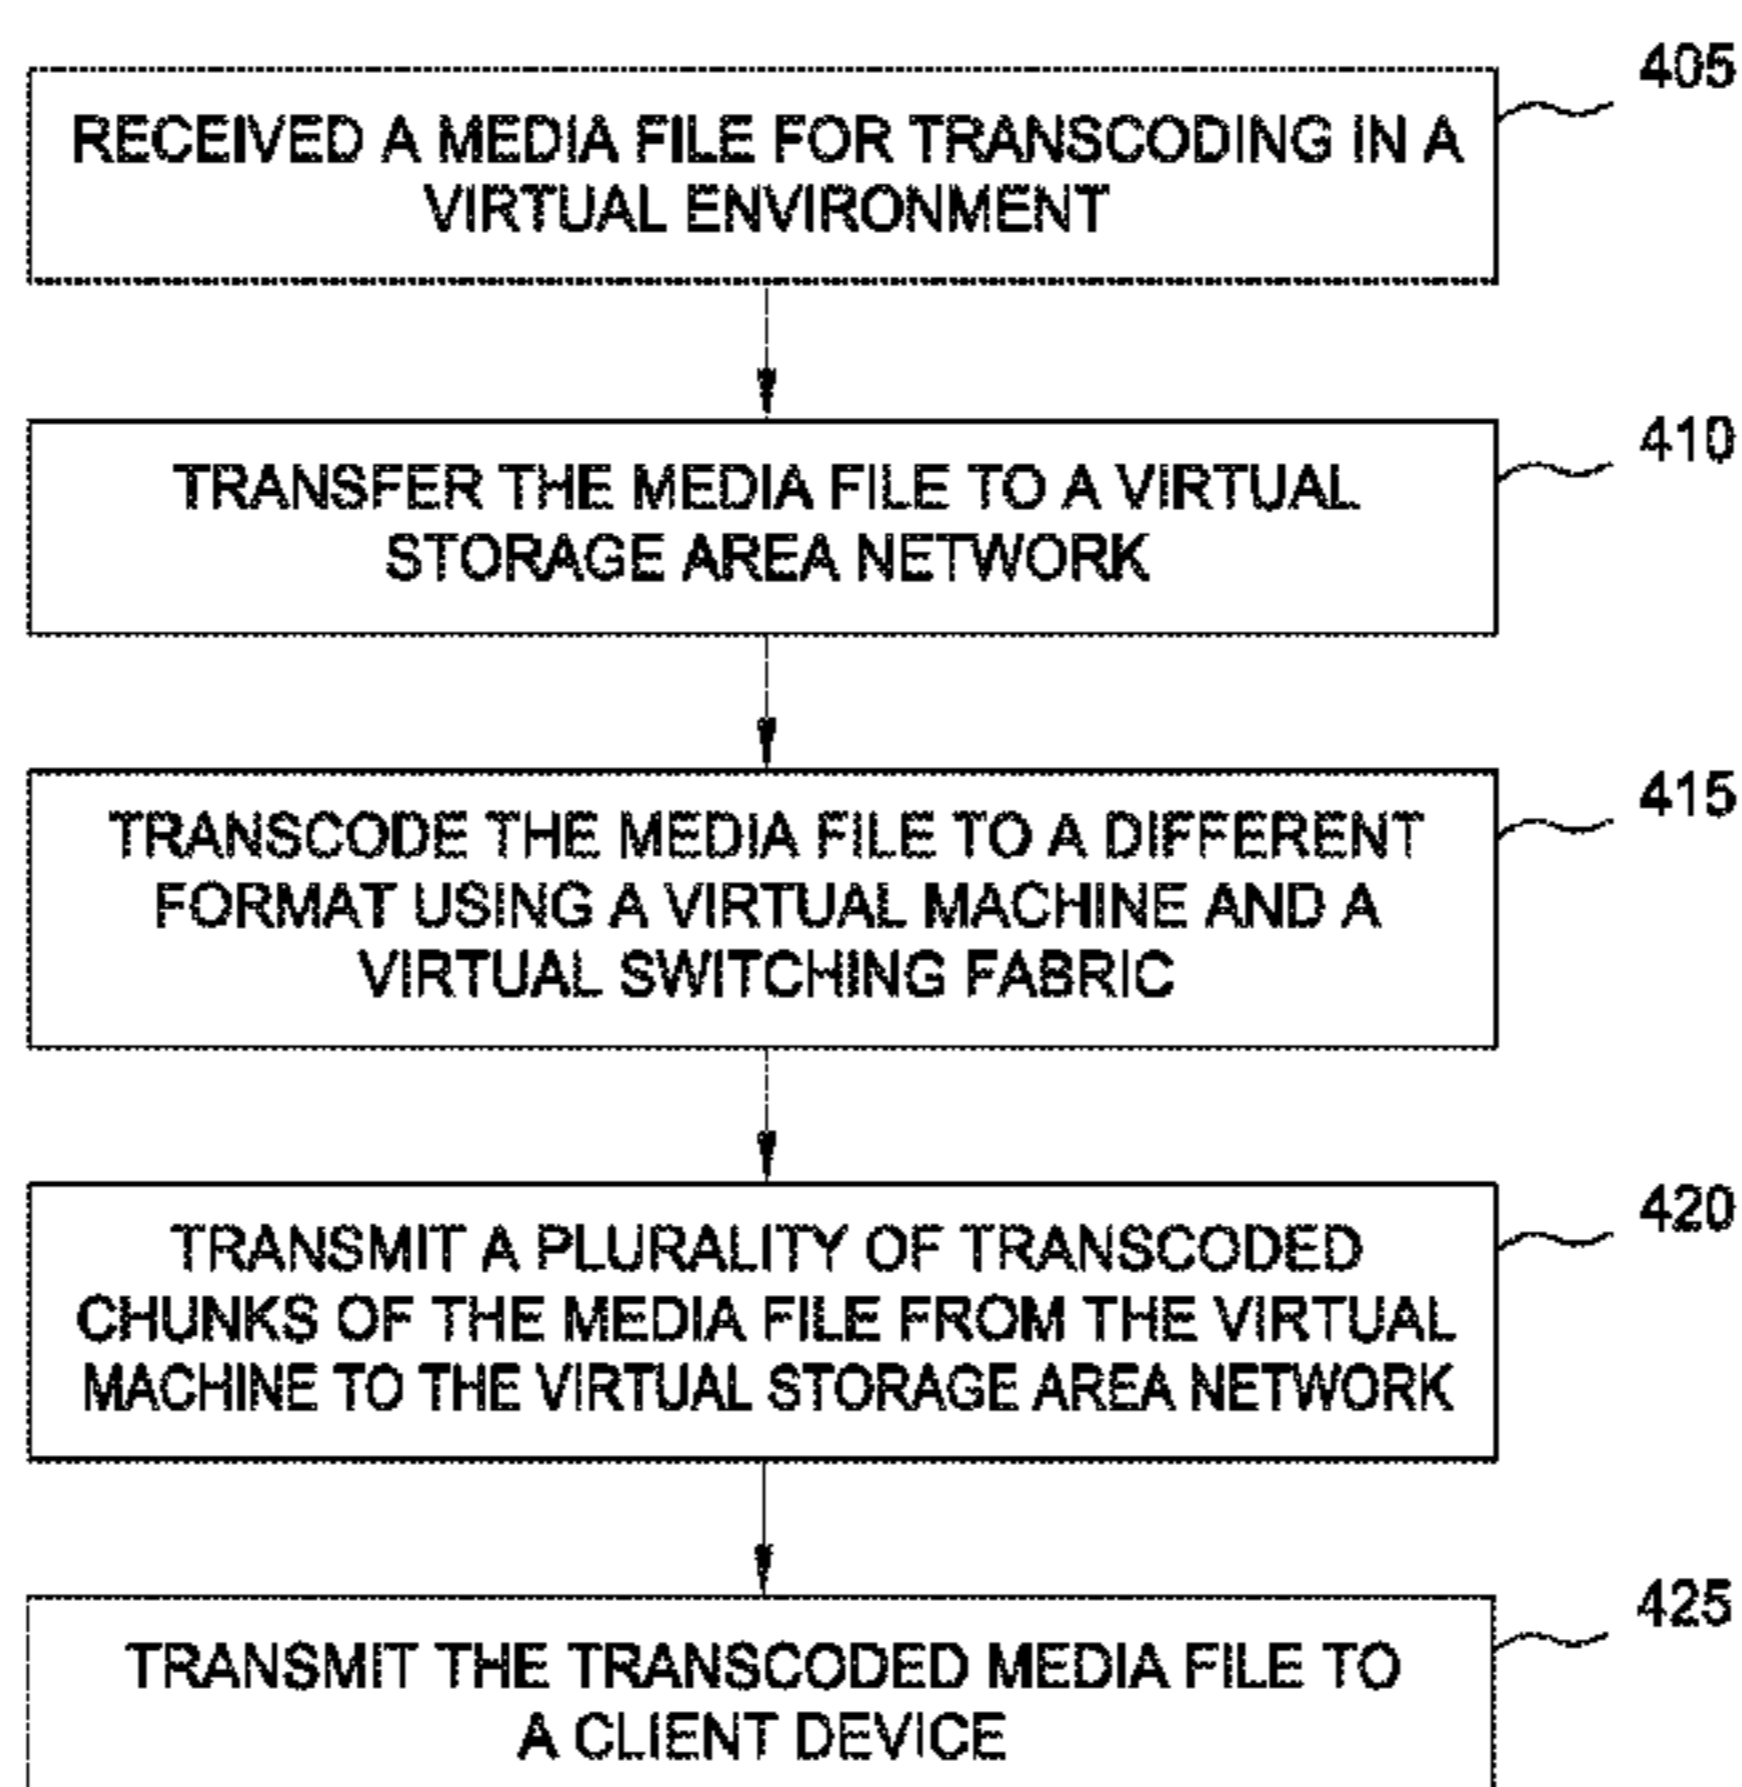 405
RECEIVED A MEDIA FILE FOR TRANSCODING IN A
VIRTUAL ENVIRONMENT
410
TRANSFER THE MEDIA FILE TO A VIRTUAL
STORAGE AREA NETWORK
415
TRANSCODE THE MEDIA FILE TO A DIFFERENT
FORMAT USING A VIRTUAL MACHINE AND A
VIRTUAL SWITCHING FABRIC
420
TRANSMIT A PLURALITY OF TRANSCODED
CHUNKS OF THE MEDIA FILE FROM THE VIRTUAL
MACHINE TO THE VIRTUAL STORAGE AREA NETWORK
425
TRANSMIT THE TRANSCODED MEDIA FILE TO
A CLIENT DEVICE